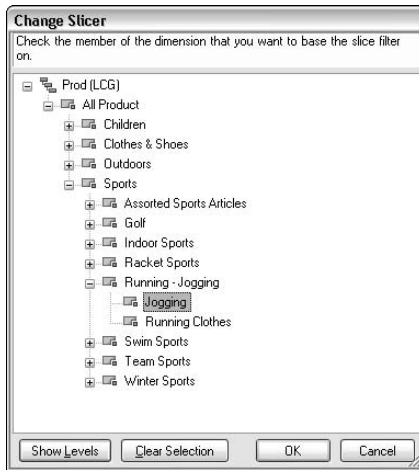 Change Slicer
Check the member of the dimension that you want to base the slice filter
on.
Prod (LCG)
All Product
Children
Clothes & Shoes
Outdoors
Sports
Assorted Sports Articles
Golf
Indoor Sports
Racket Sports
Running - Jogging
Jogging
Running Clothes
Swim Sports
Team Sports
Winter Sports
Show Levels Clear Selection OK Cancel